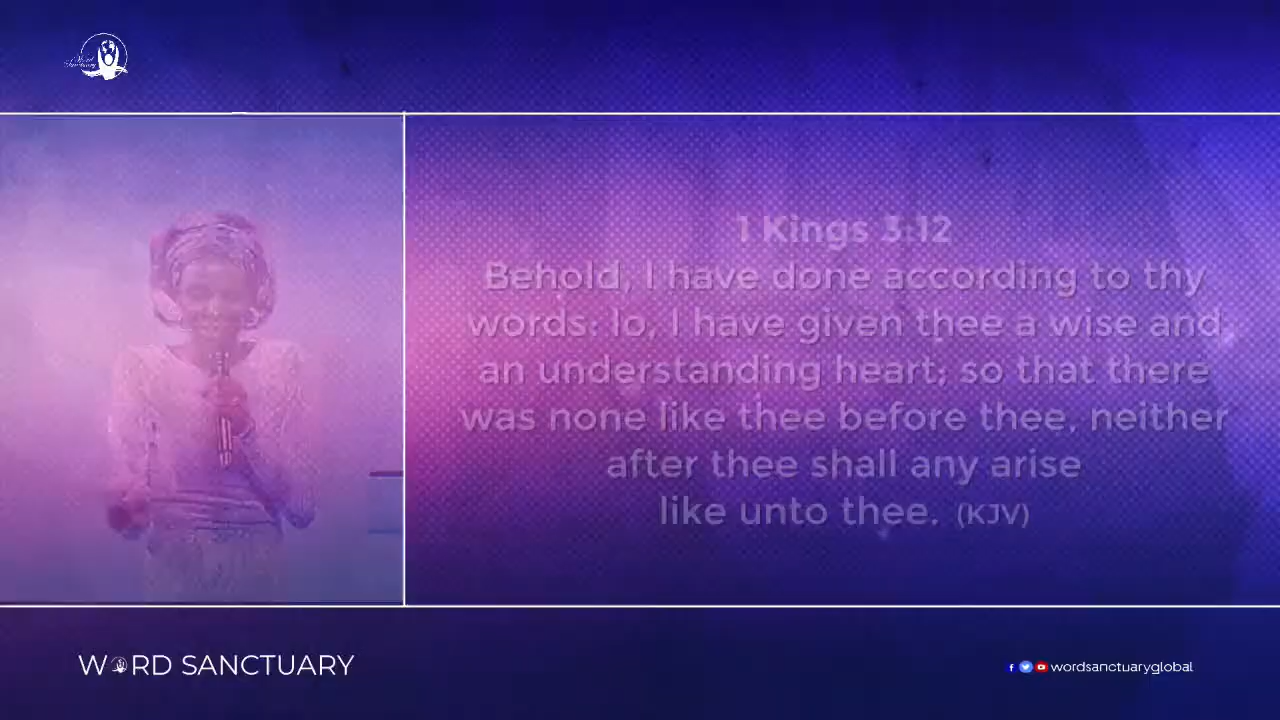 Word
Sanctuary
1 Kings 3:12
Behold, I have done according to thy
words: lo, I have given thee a wise and
an understanding heart; so that there
was none like thee before thee, neither
after thee shall any arise
like unto thee. (KJV)
WORD SANCTUARY
wordsanctuaryglobal